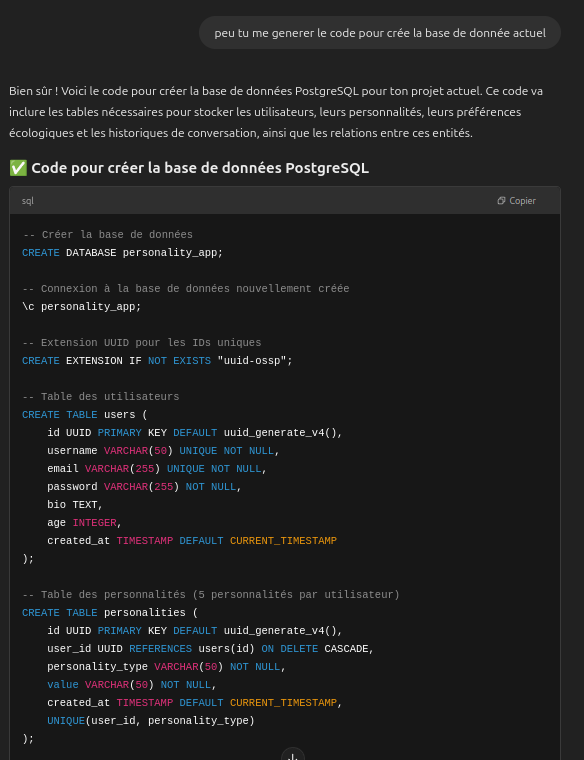 peu tu me generer le code pour crée la base de donnée actuel
Bien sûr ! Voici le code pour créer la base de données PostgreSQL pour ton projet actuel. Ce code va
inclure les tables nécessaires pour stocker les utilisateurs, leurs personnalités, leurs préférences
écologiques et les historiques de conversation, ainsi que les relations entre ces entités.
✅ Code pour créer la base de données PostgreSQL
sql Copier
-- Créer la base de données
CREATE DATABASE personality_app;
-- Connexion à la base de données nouvellement créée
\c personality_app;
-- Extension UUID pour les IDs uniques
CREATE EXTENSION IF NOT EXISTS "uuid-ossp";
-- Table des utilisateurs
CREATE TABLE users (
    id UUID PRIMARY KEY DEFAULT uuid_generate_v4(),
    username VARCHAR(50) UNIQUE NOT NULL,
    email VARCHAR(255) UNIQUE NOT NULL,
    password VARCHAR(255) NOT NULL,
    bio TEXT,
    age INTEGER,
    created_at TIMESTAMP DEFAULT CURRENT_TIMESTAMP
);
-- Table des personnalités (5 personnalités par utilisateur)
CREATE TABLE personalities (
    id UUID PRIMARY KEY DEFAULT uuid_generate_v4(),
    user_id UUID REFERENCES users(id) ON DELETE CASCADE,
    personality_type VARCHAR(50) NOT NULL,
    value VARCHAR(50) NOT NULL,
    created_at TIMESTAMP DEFAULT CURRENT_TIMESTAMP,
    UNIQUE(user_id, personality_type)
);